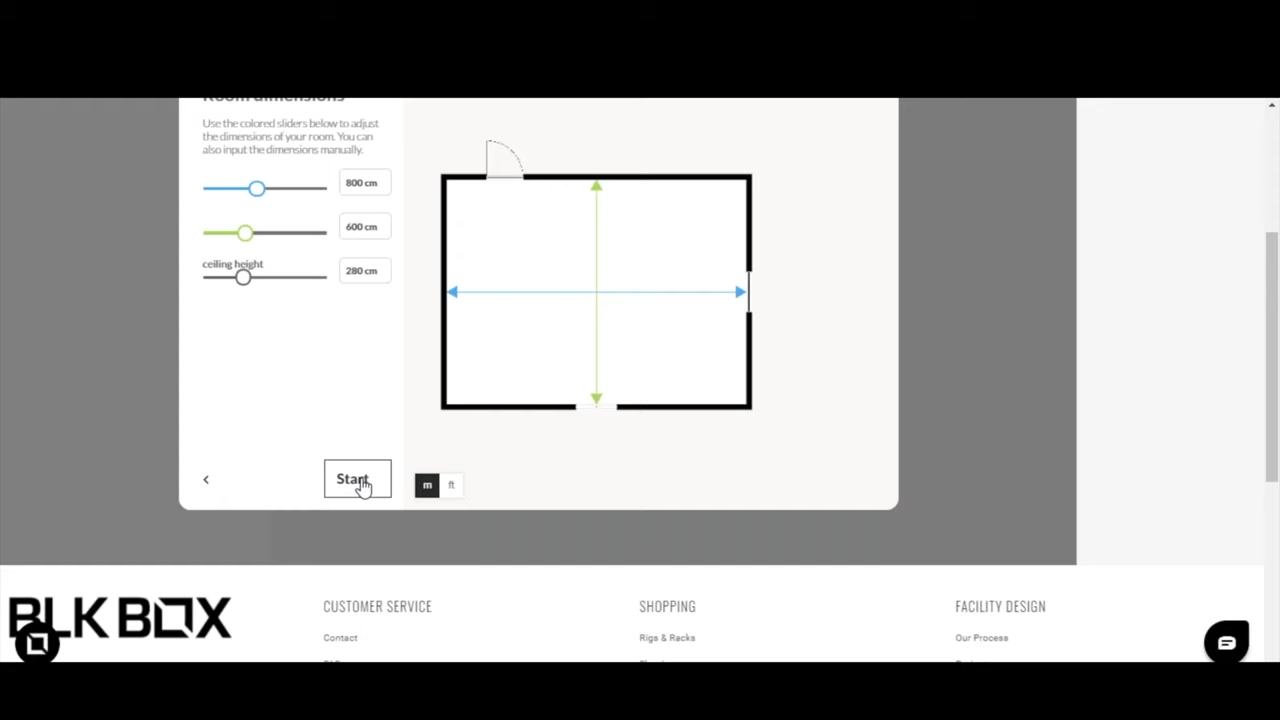 Room dimensions
Use the colored sliders below to adjust
the dimensions of your room. You can
also input the dimensions manually.
800 cm
600 cm
ceiling height
280 cm
Start
m ft
BLK BOX
CUSTOMER SERVICE
Contact
SHOPPING
Rigs & Racks
FACILITY DESIGN
Our Process